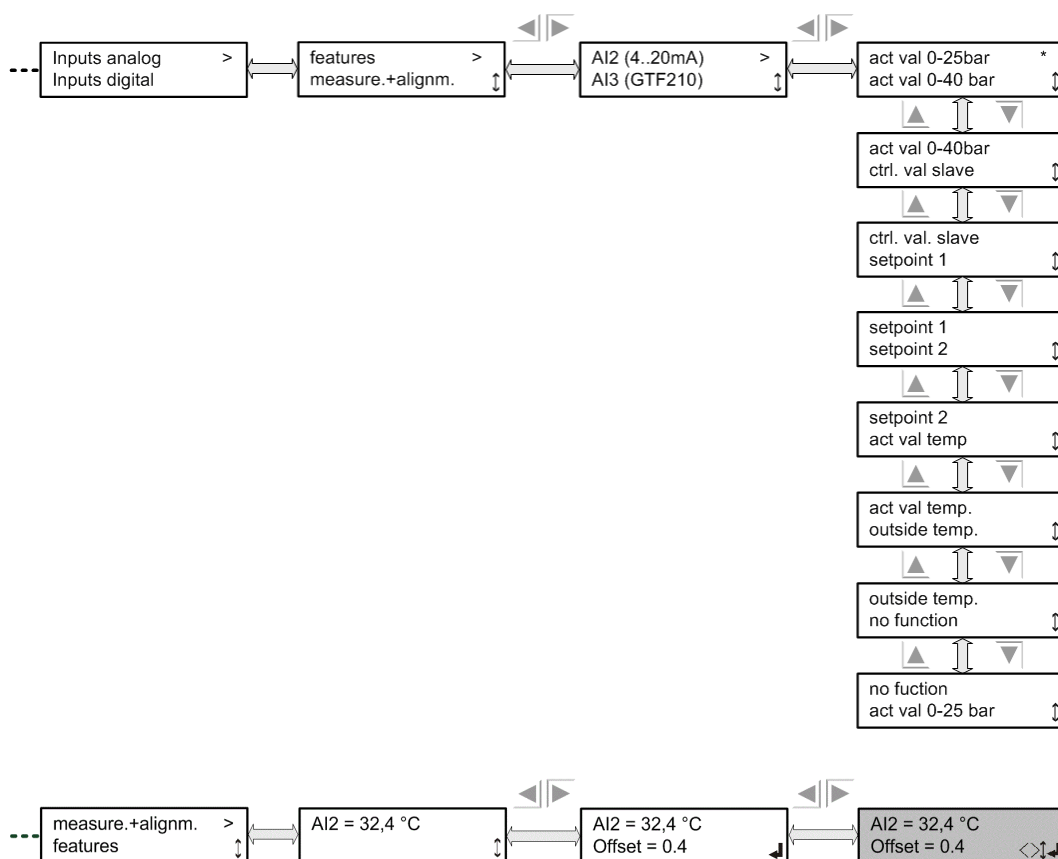 Inputs analog >
Inputs digital
features >
measure.+alignm.
AI2 (4..20mA) >
AI3 (GTF210)
act val 0-25bar *
act val 0-40 bar
act val 0-40bar
ctrl. val slave
ctrl. val. slave
setpoint 1
setpoint 1
setpoint 2
setpoint 2
act val temp
act val temp.
outside temp.
outside temp.
no function
no fuction
act val 0-25 bar
measure.+alignm. >
features
AI2 = 32,4 °C
AI2 = 32,4 °C
Offset = 0.4
AI2 = 32,4 °C
Offset = 0.4